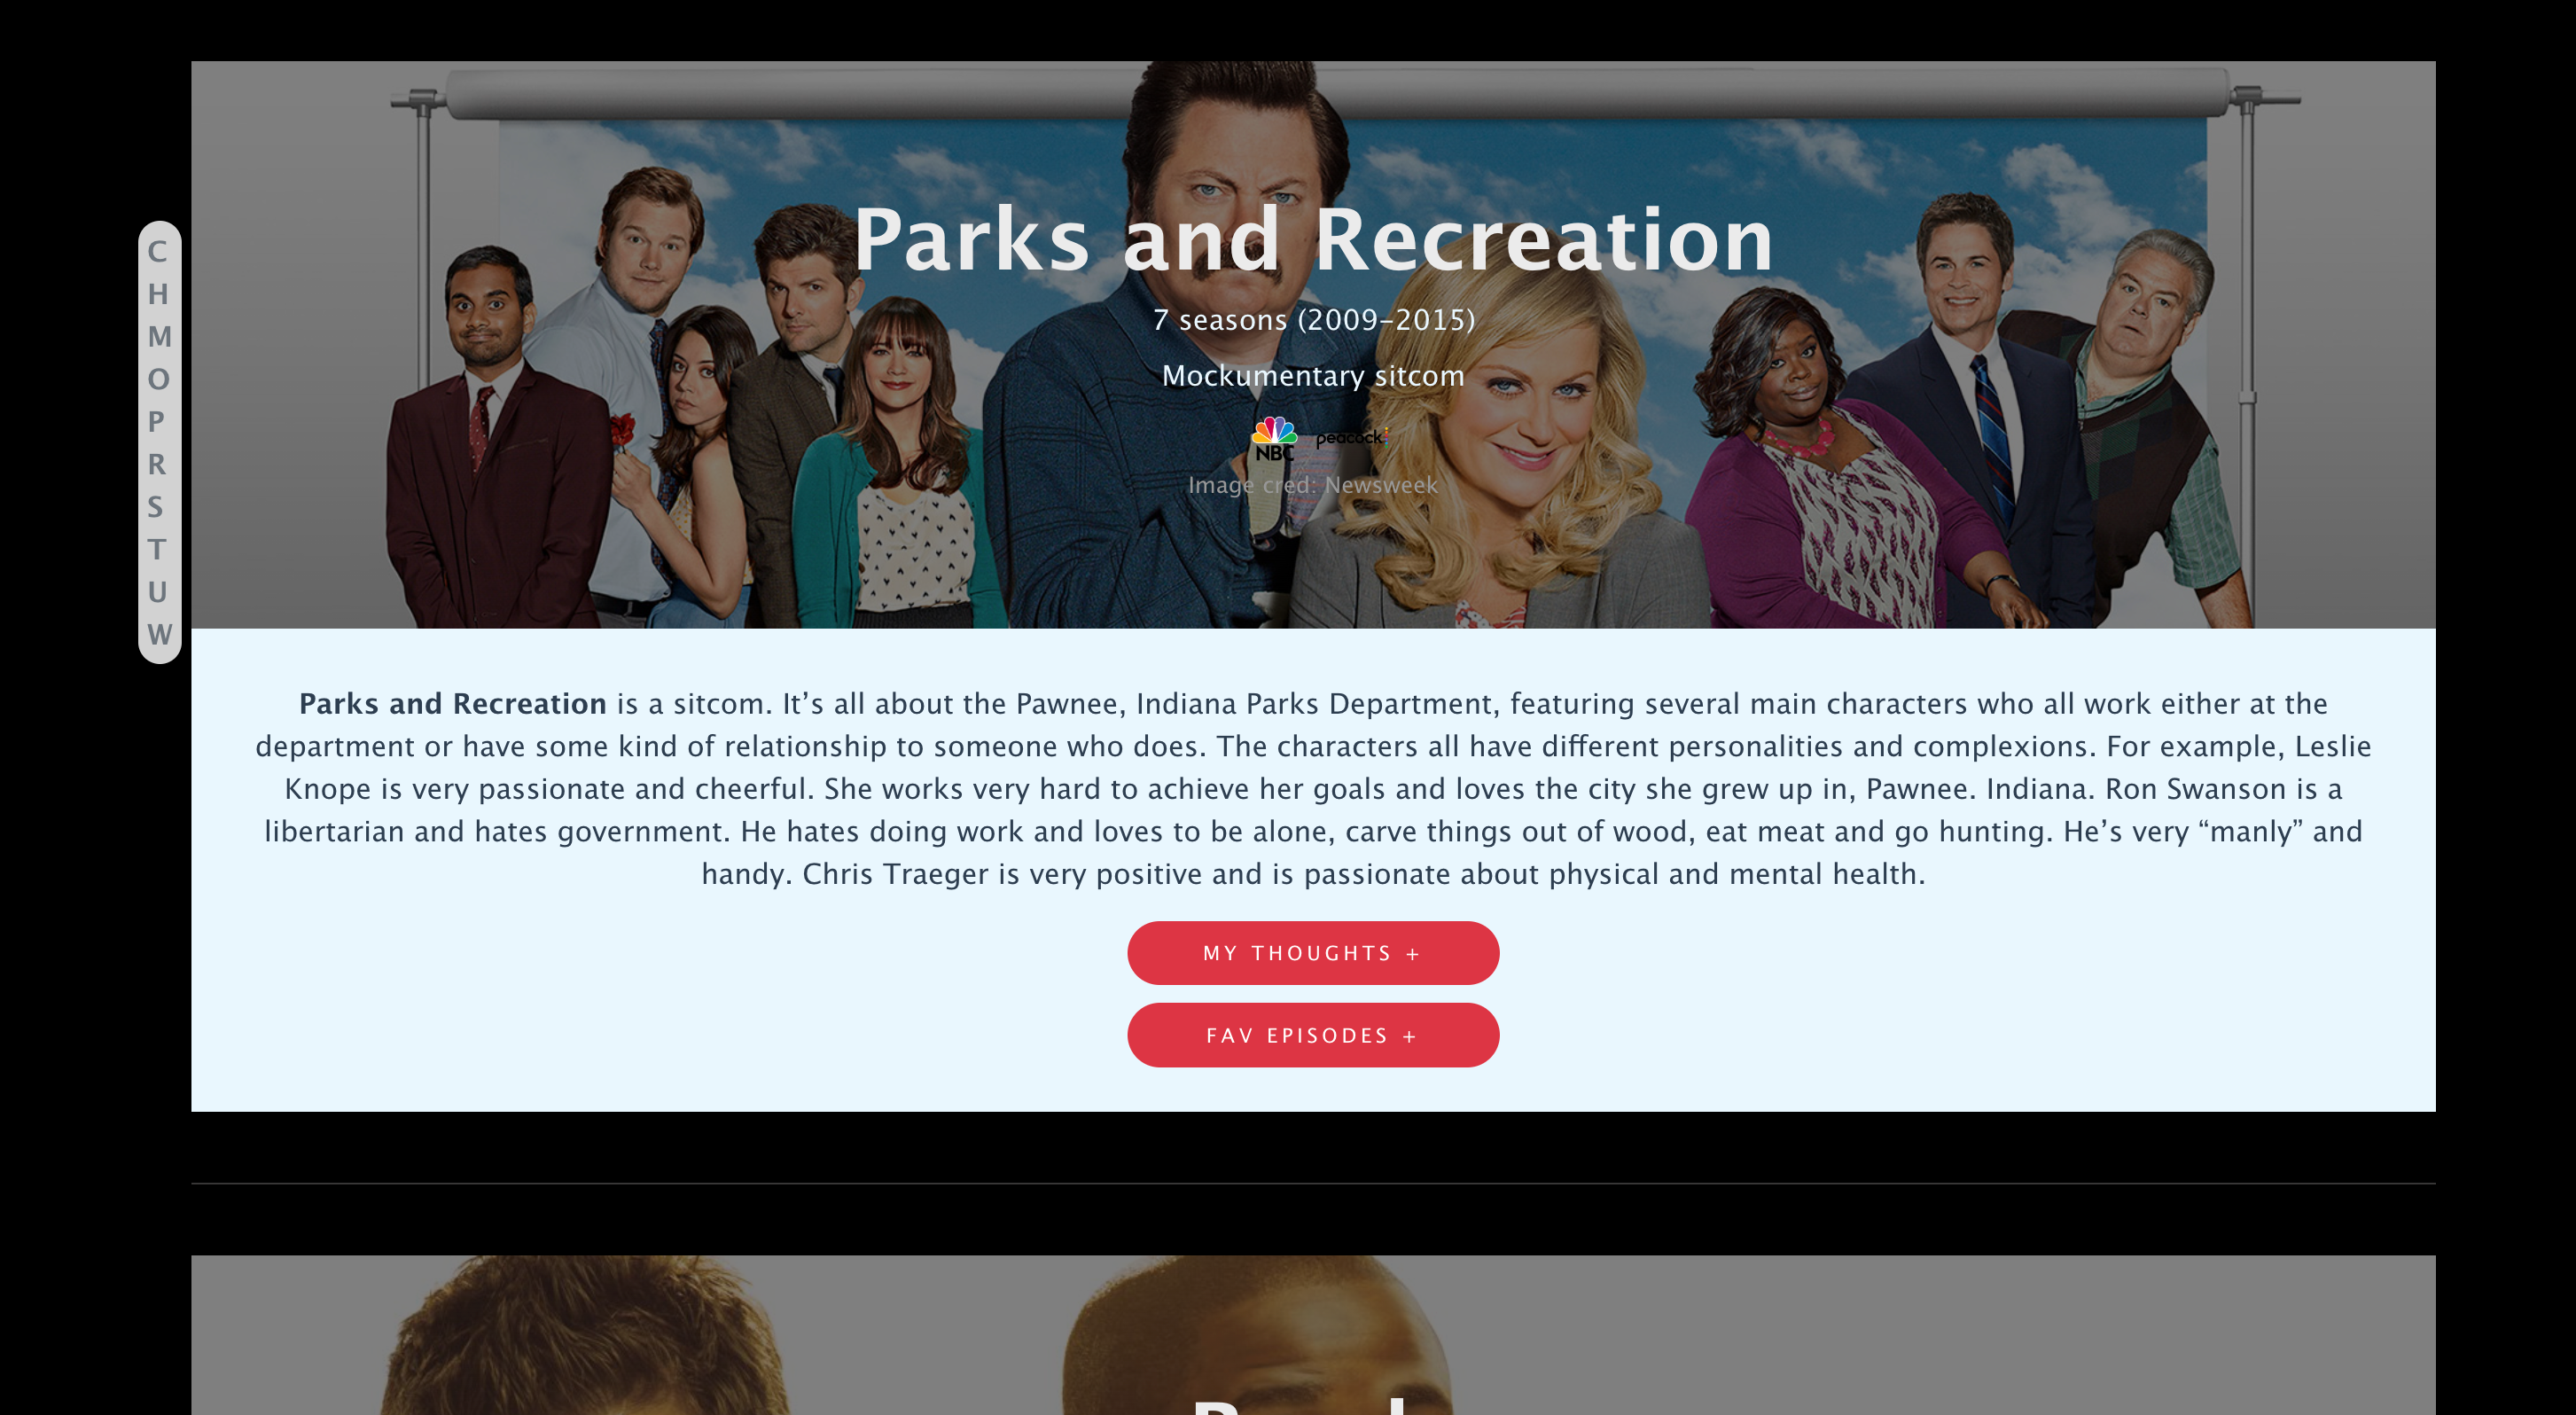 C
H
M
O
P
R
S
T
U
W
Parks and Recreation
7 seasons (2009–2015)
Mockumentary sitcom
NBC peacock
Image cred: Newsweek
Parks and Recreation is a sitcom. It’s all about the Pawnee, Indiana Parks Department, featuring several main characters who all work either at the
department or have some kind of relationship to someone who does. The characters all have different personalities and complexions. For example, Leslie
Knope is very passionate and cheerful. She works very hard to achieve her goals and loves the city she grew up in, Pawnee. Indiana. Ron Swanson is a
libertarian and hates government. He hates doing work and loves to be alone, carve things out of wood, eat meat and go hunting. He’s very “manly” and
handy. Chris Traeger is very positive and is passionate about physical and mental health.
MY THOUGHTS +
FAV EPISODES +